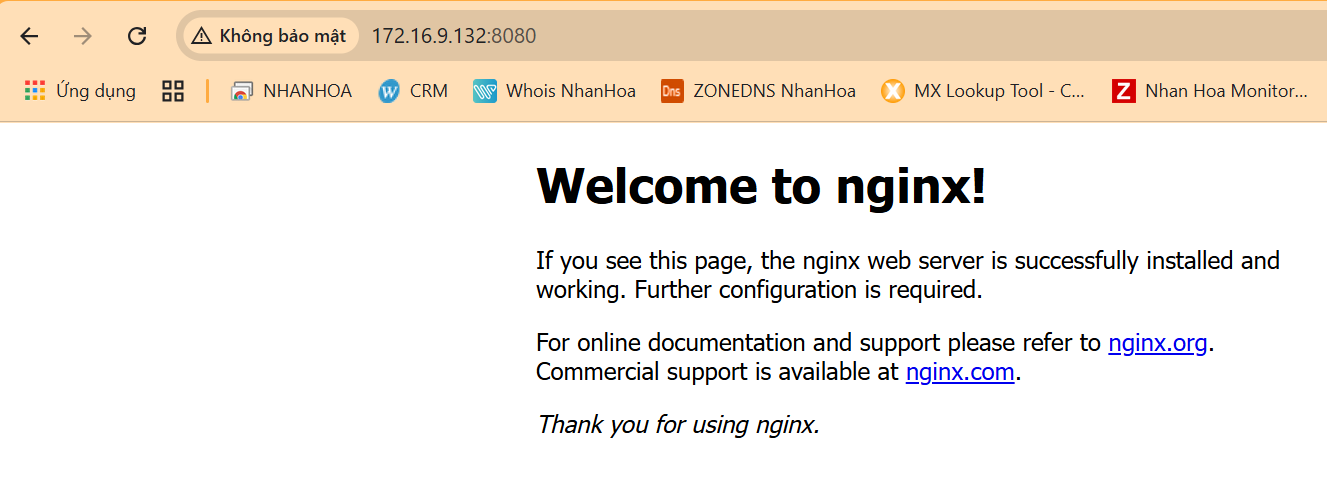 Không bảo mật 172.16.9.132:8080
Ứng dụng NHANHOA CRM Whois NhanHoa Dns ZONEDNS NhanHoa MX Lookup Tool - C... Z Nhan Hoa Monitor...
Welcome to nginx!
If you see this page, the nginx web server is successfully installed and
working. Further configuration is required.
For online documentation and support please refer to nginx.org.
Commercial support is available at nginx.com.
Thank you for using nginx.